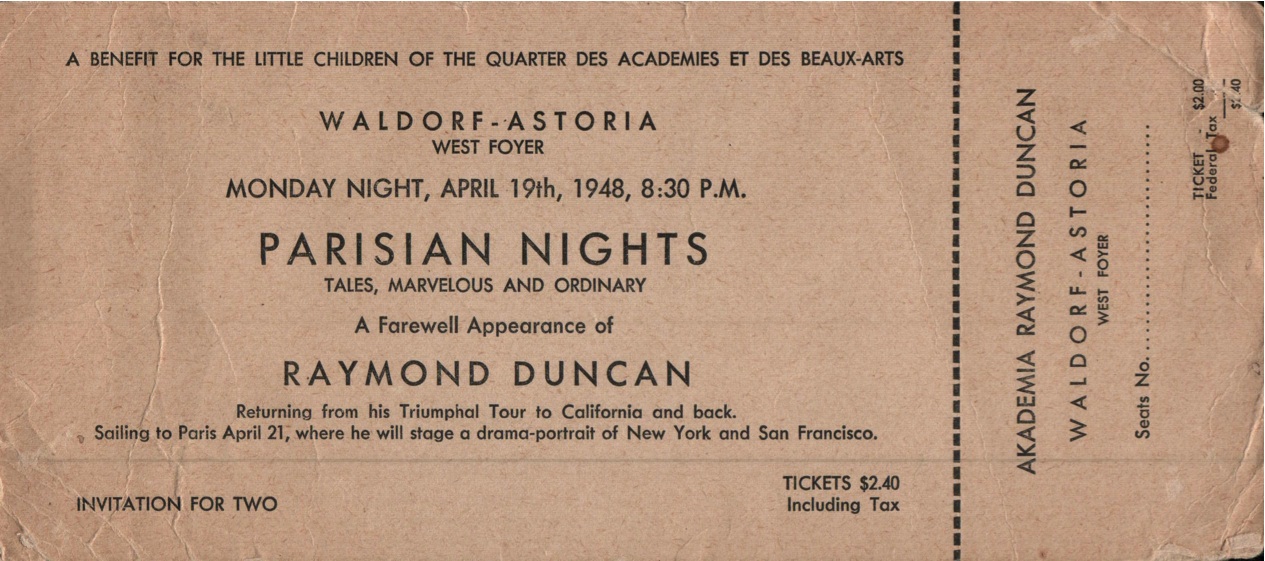 A BENEFIT FOR THE LITTLE CHILDREN OF THE QUARTER DES ACADEMIES ET DES BEAUX-ARTS
WALDORF-ASTORIA
WEST FOYER
MONDAY NIGHT, APRIL 19th, 1948, 8:30 P.M.
PARISIAN NIGHTS
TALES, MARVELOUS AND ORDINARY
A Farewell Appearance of
RAYMOND DUNCAN
Returning from his Triumphal Tour to California and back.
Sailing to Paris April 21, where he will stage a drama-portrait of New York and San Francisco.
INVITATION FOR TWO
TICKETS $2.40
Including Tax
AKADEMIA RAYMOND DUNCAN
WALDORF-ASTORIA
WEST FOYER
Seats No.................................
TICKET - $2.00
Federal Tax
$2.40